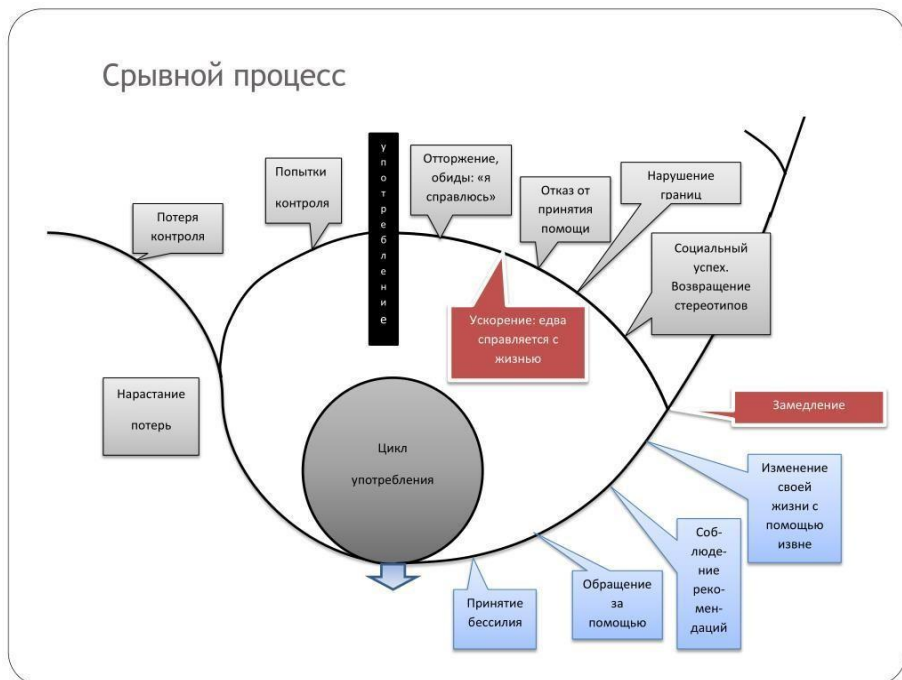 Срывной процесс
употребление
Попытки
контроля
Отторжение,
обиды: «я
справлюсь»
Отказ от
принятия
помощи
Нарушение
границ
Потеря
контроля
Социальный
успех.
Возвращение
стереотипов
Ускорение: едва
справляется с
жизнью
Нарастание
потерь
Замедление
Цикл
употребления
Изменение
своей
жизни с
помощью
извне
Соб-
люде-
ние
реко-
мен-
даций
Обращение
за
помощью
Принятие
бессилия